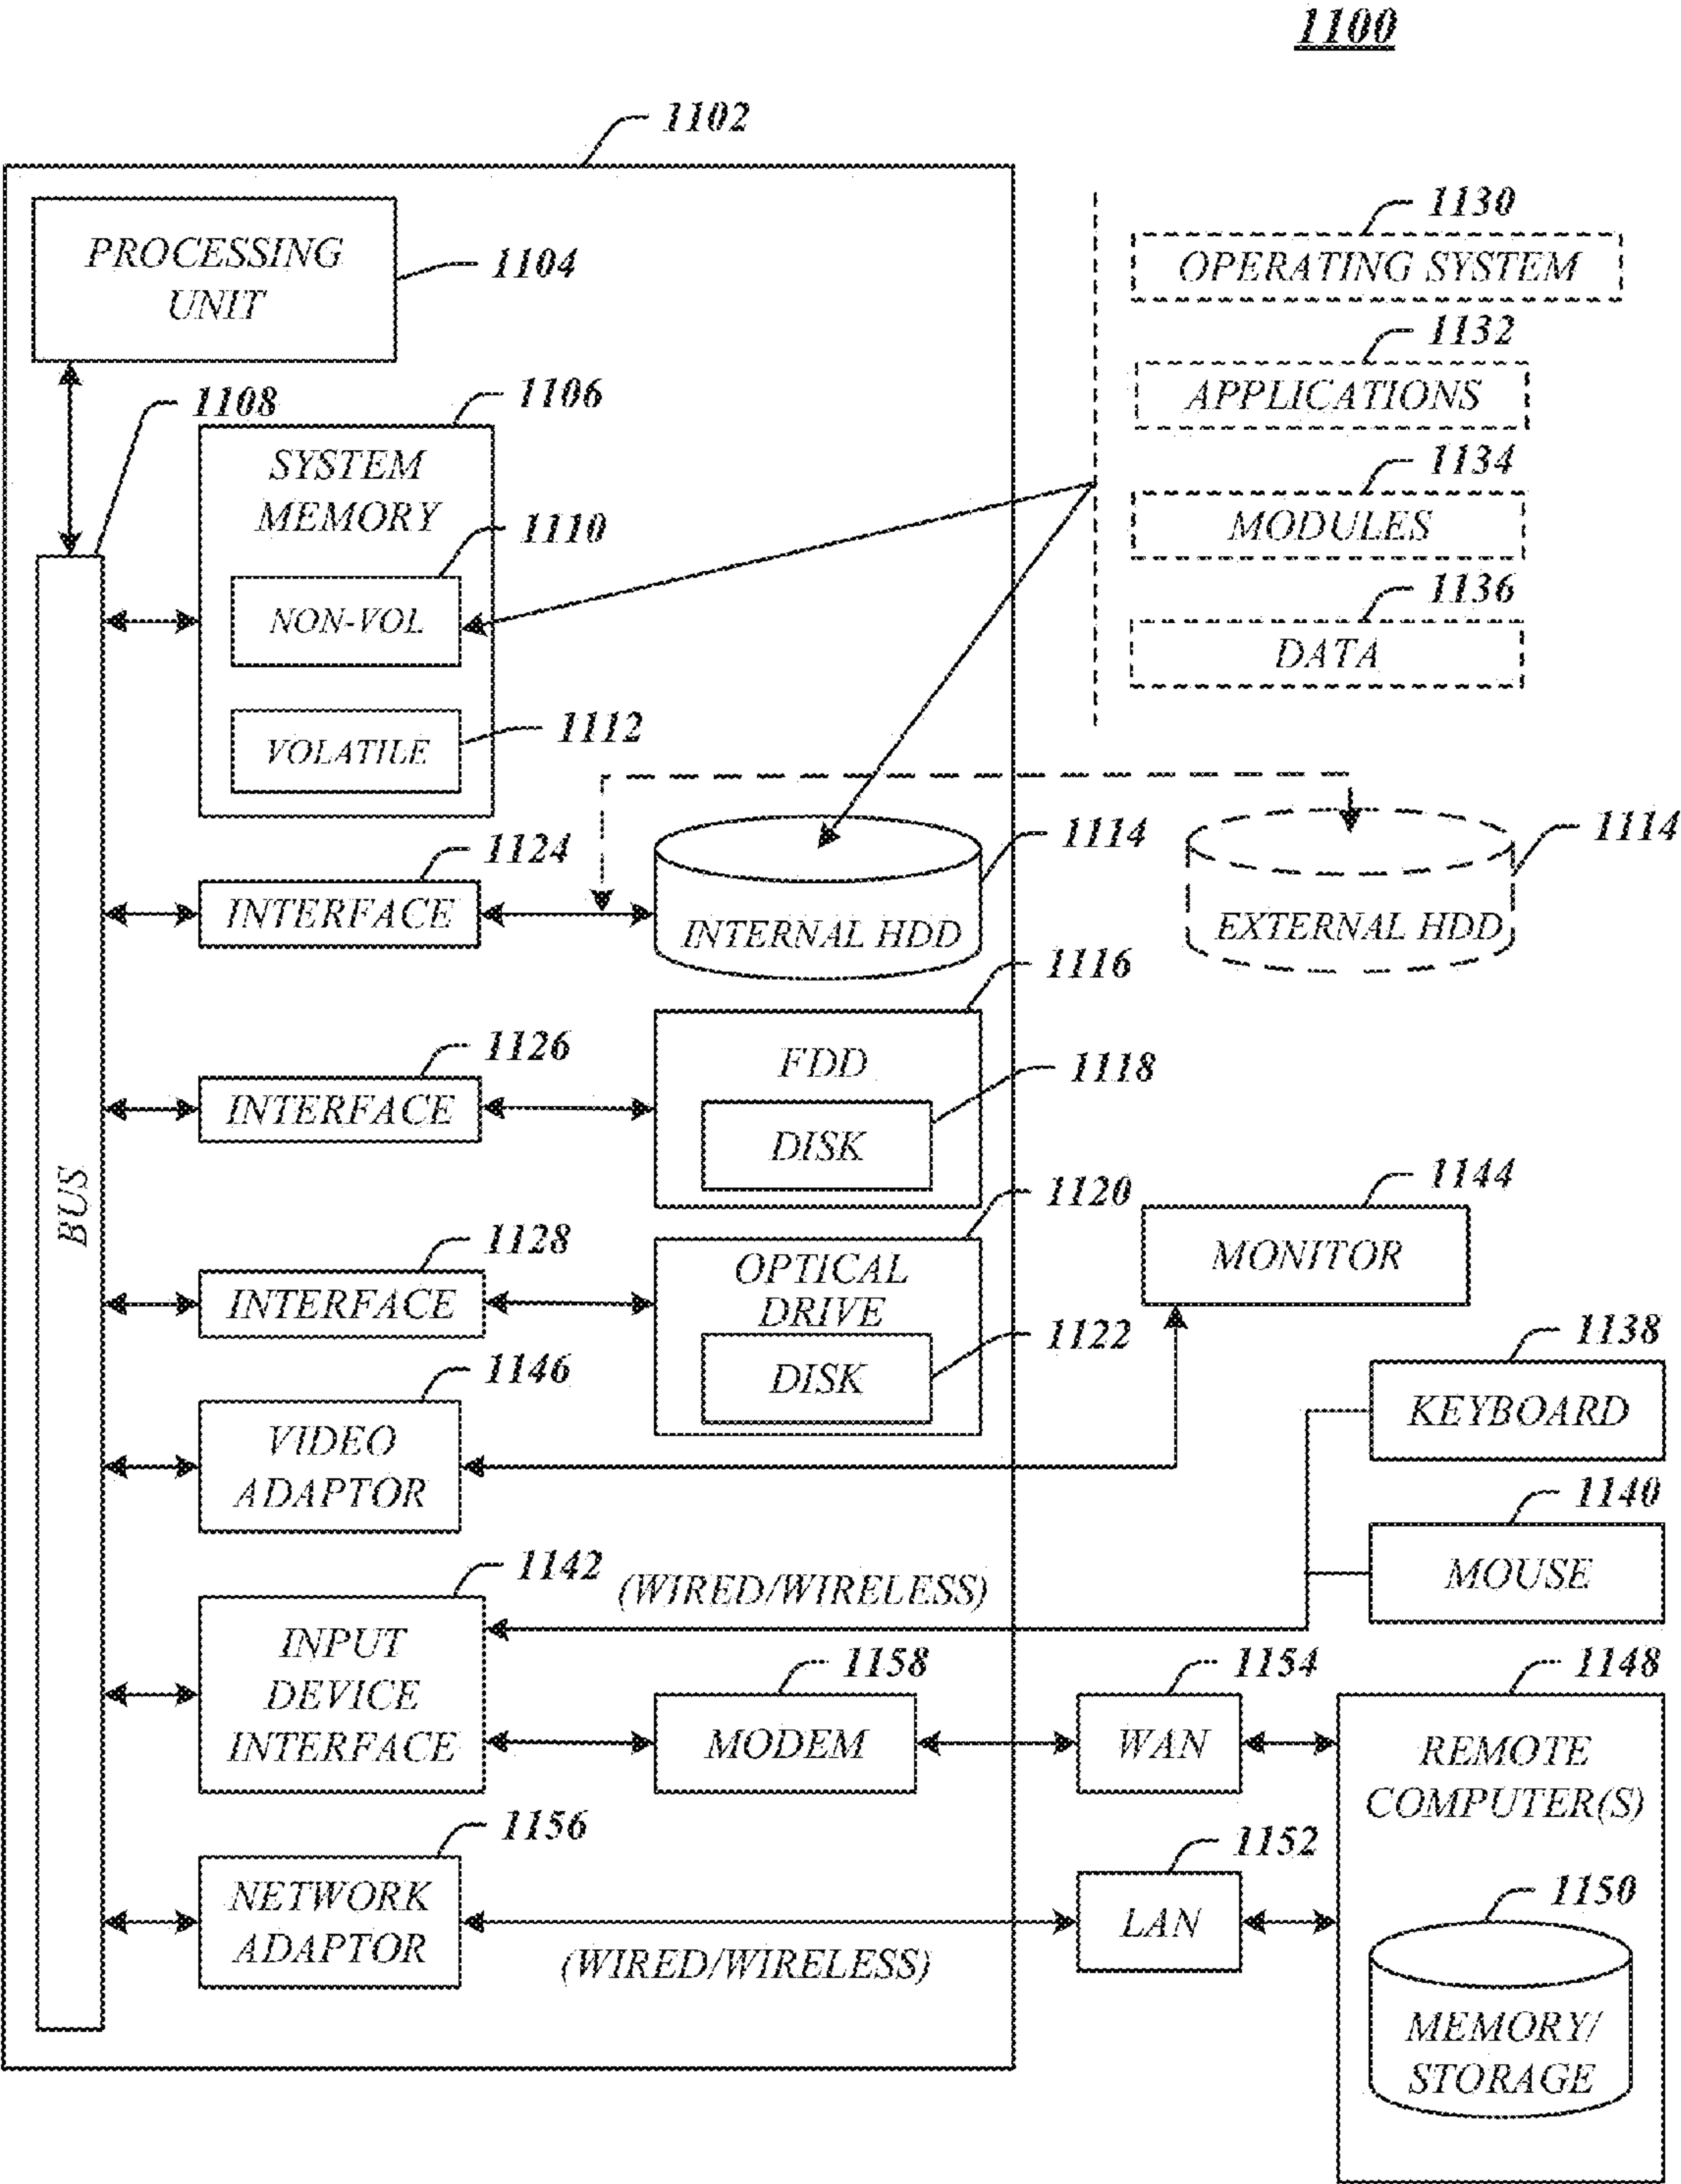 1100
1102
PROCESSING
UNIT
1104
1130
OPERATING SYSTEM
1132
APPLICATIONS
1134
MODULES
1136
DATA
1108
1106
SYSTEM
MEMORY
1110
NON-VOL
1112
VOLATILE
1124
INTERFACE
1114
INTERNAL HDD
1114
EXTERNAL HDD
1116
FDD
1126
INTERFACE
1118
DISK
BUS
1120
OPTICAL
DRIVE
1128
INTERFACE
1122
DISK
1144
MONITOR
1146
VIDEO
ADAPTOR
1138
KEYBOARD
1140
MOUSE
1142
INPUT
DEVICE
INTERFACE
(WIRED/WIRELESS)
1158
MODEM
1154
WAN
1148
REMOTE
COMPUTER(S)
1156
NETWORK
ADAPTOR
(WIRED/WIRELESS)
1152
LAN
1150
MEMORY/
STORAGE